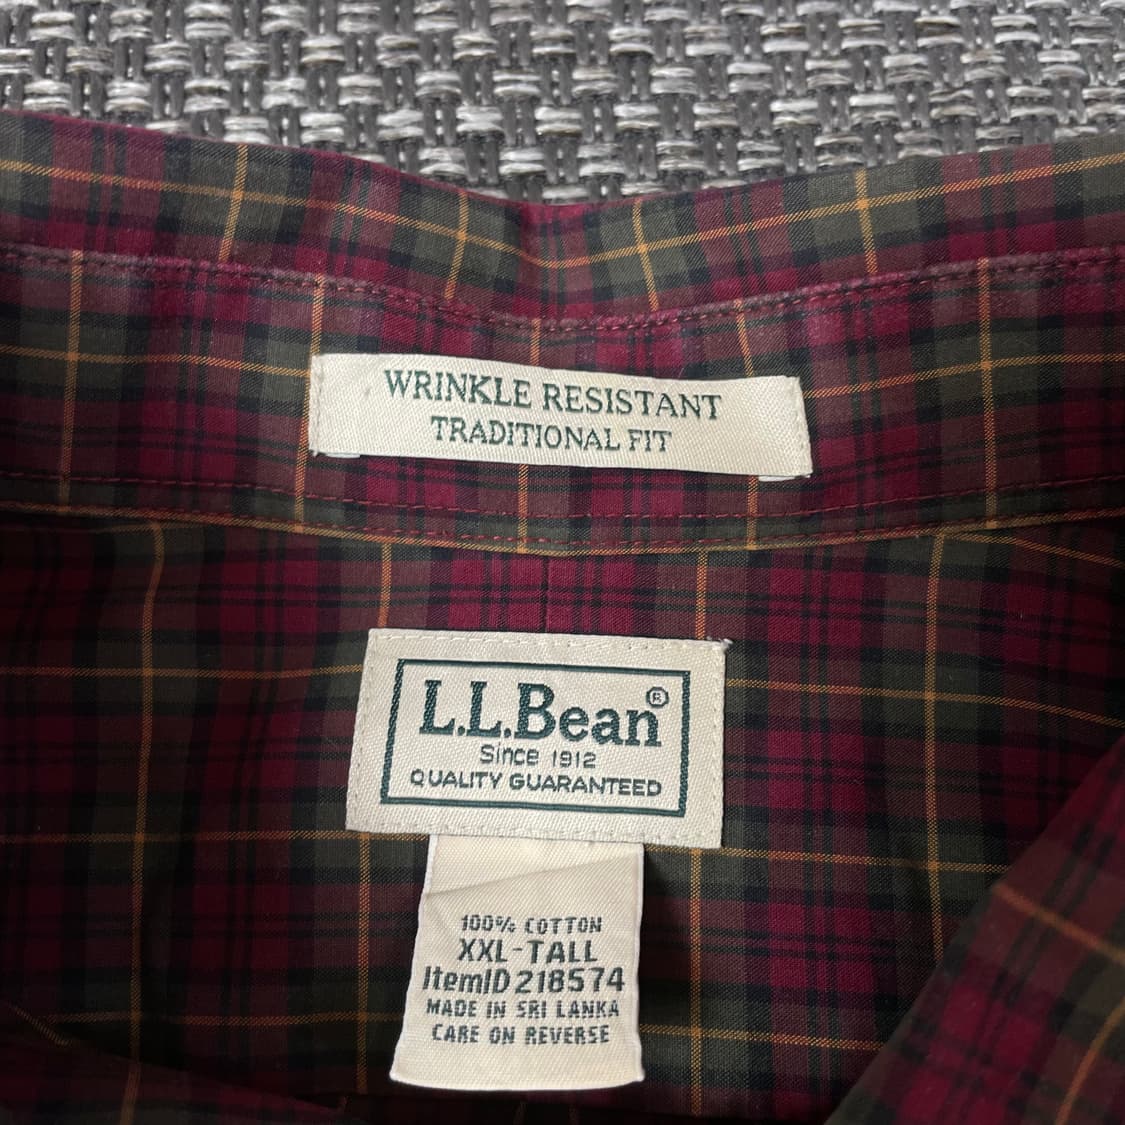 WRINKLE RESISTANT
TRADITIONAL FIT
L.L.Bean®
Since 1912
QUALITY GUARANTEED
100% COTTON
XXL-TALL
ItemID 218574
MADE IN SRI LANKA
CARE ON REVERSE